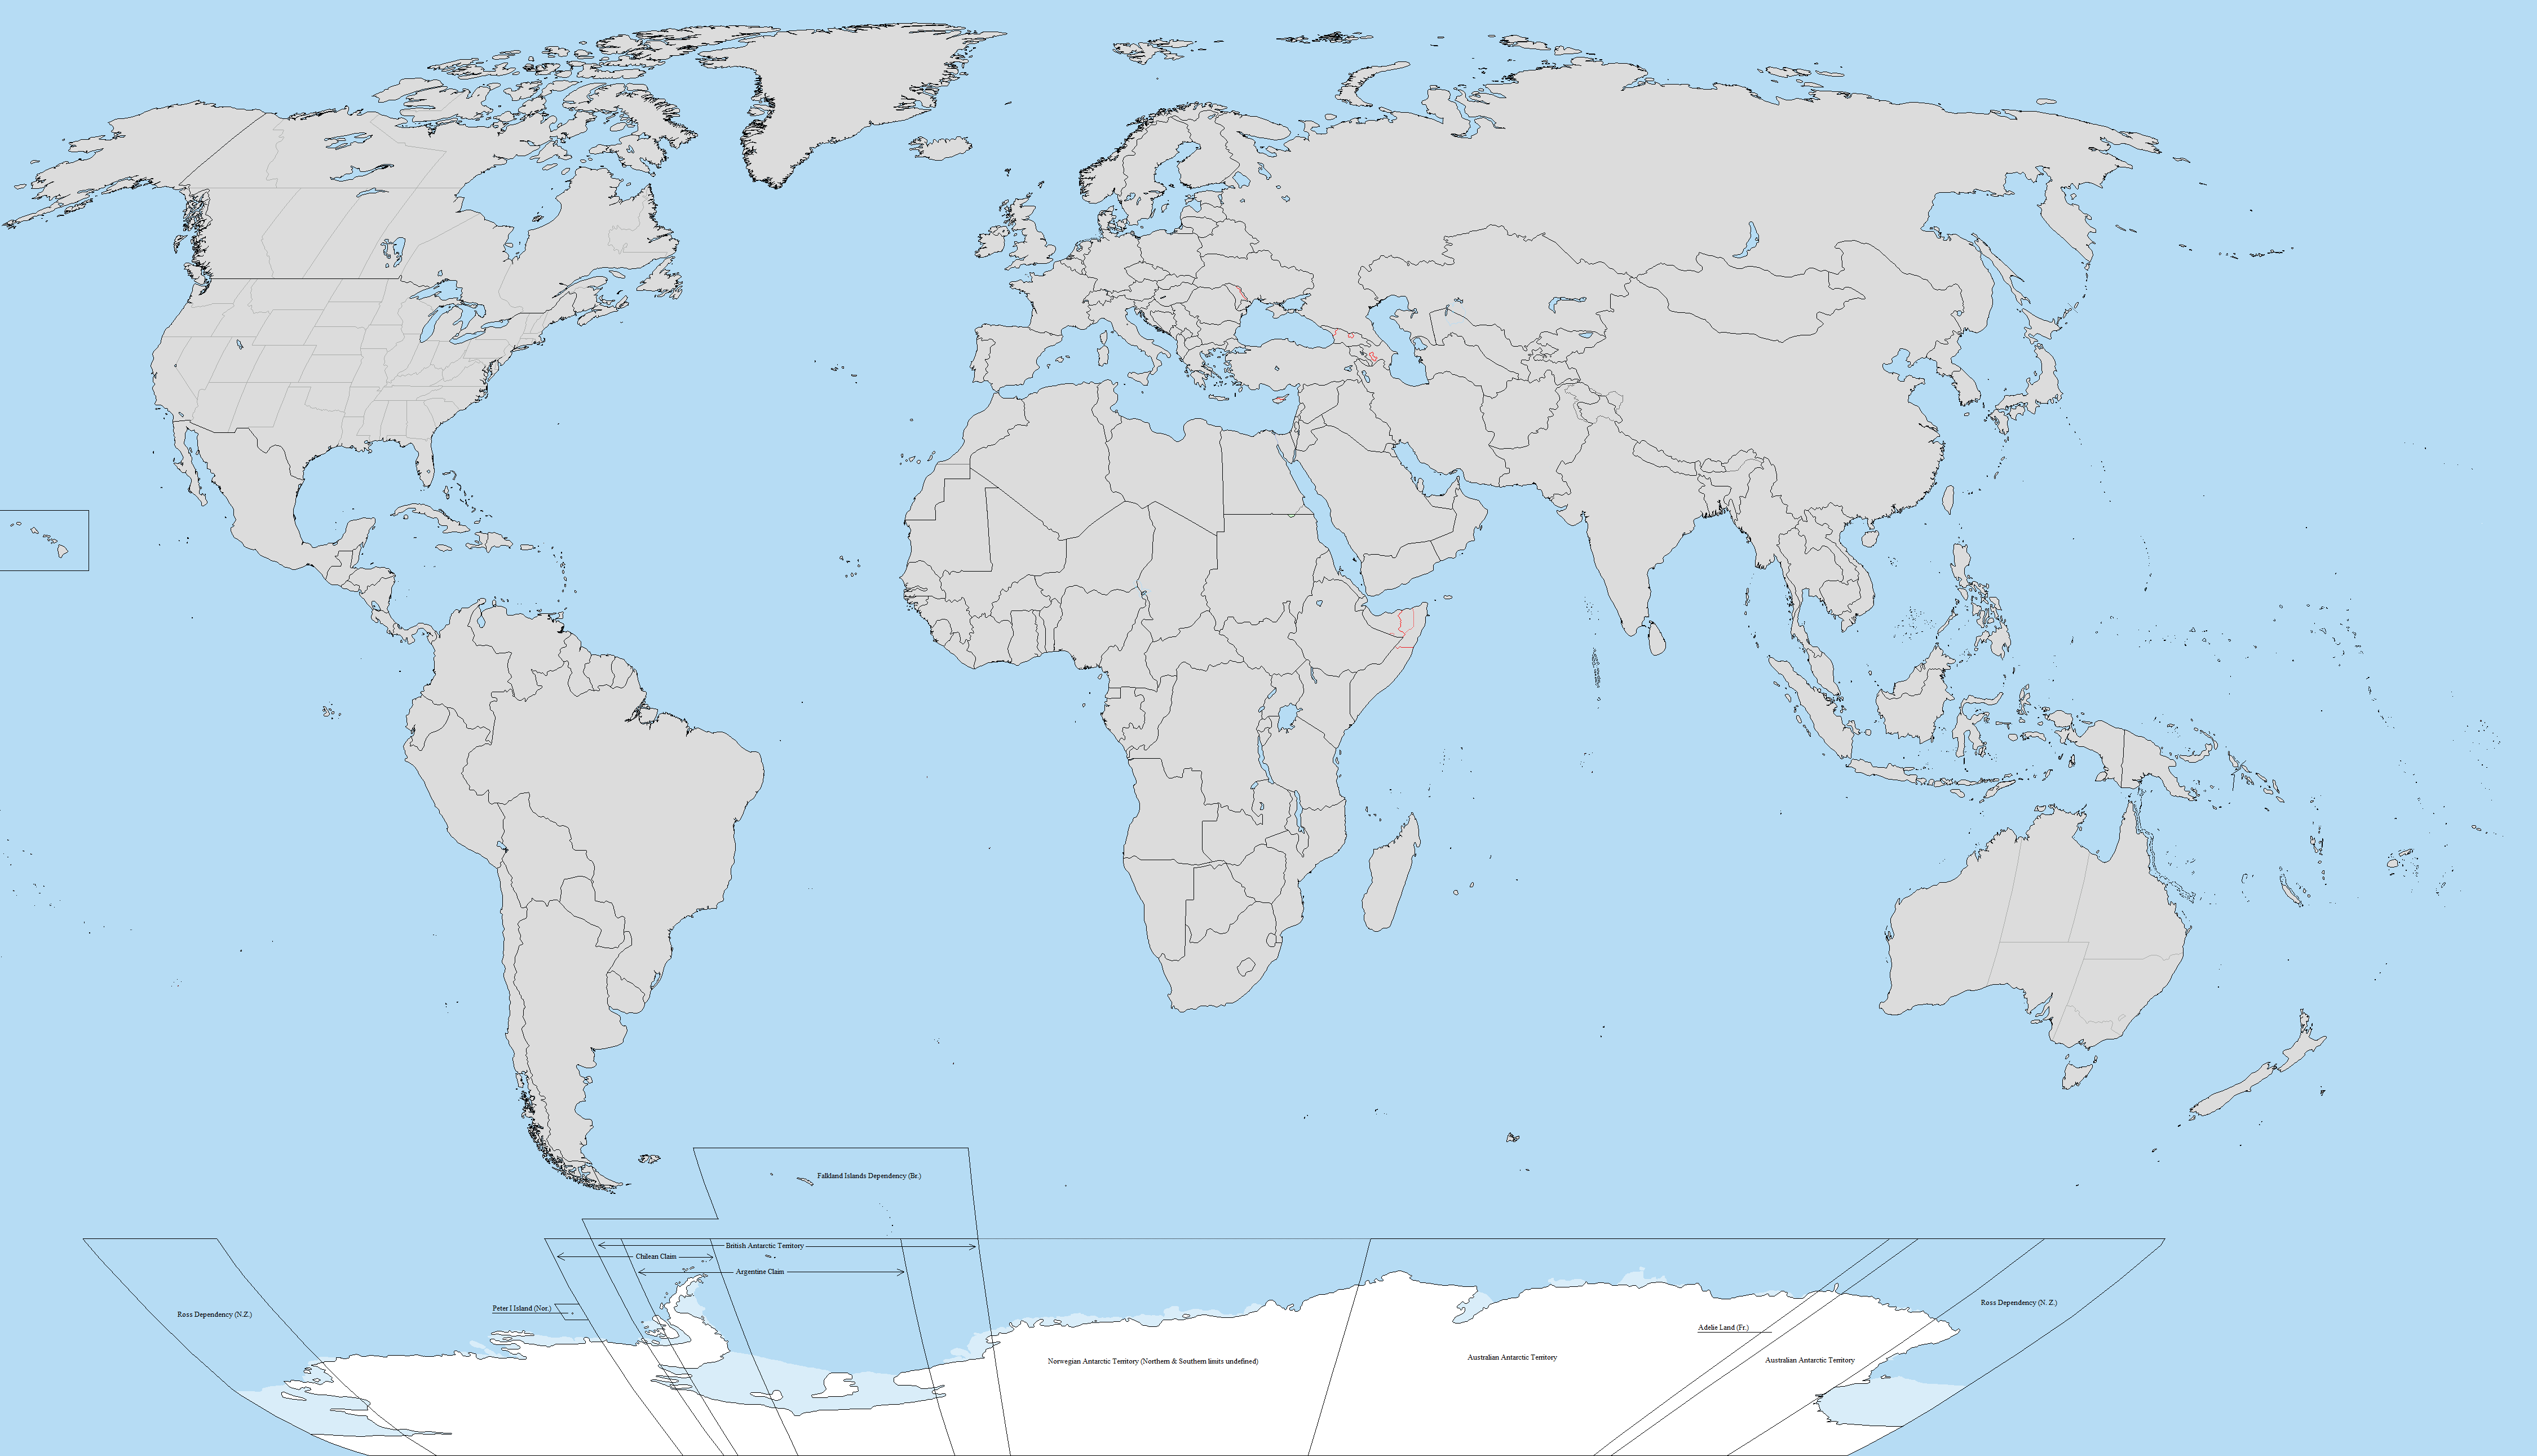 Falkland Islands Dependency (Br.)
British Antarctic Territory
Chilean Claim
Argentine Claim
Peter I Island (Nor.)
Ross Dependency (N.Z.)
Ross Dependency (N. Z.)
Adelie Land (Fr.)
Norwegian Antarctic Territory (Northern & Southern limits undefined)
Australian Antarctic Territory
Australian Antarctic Territory